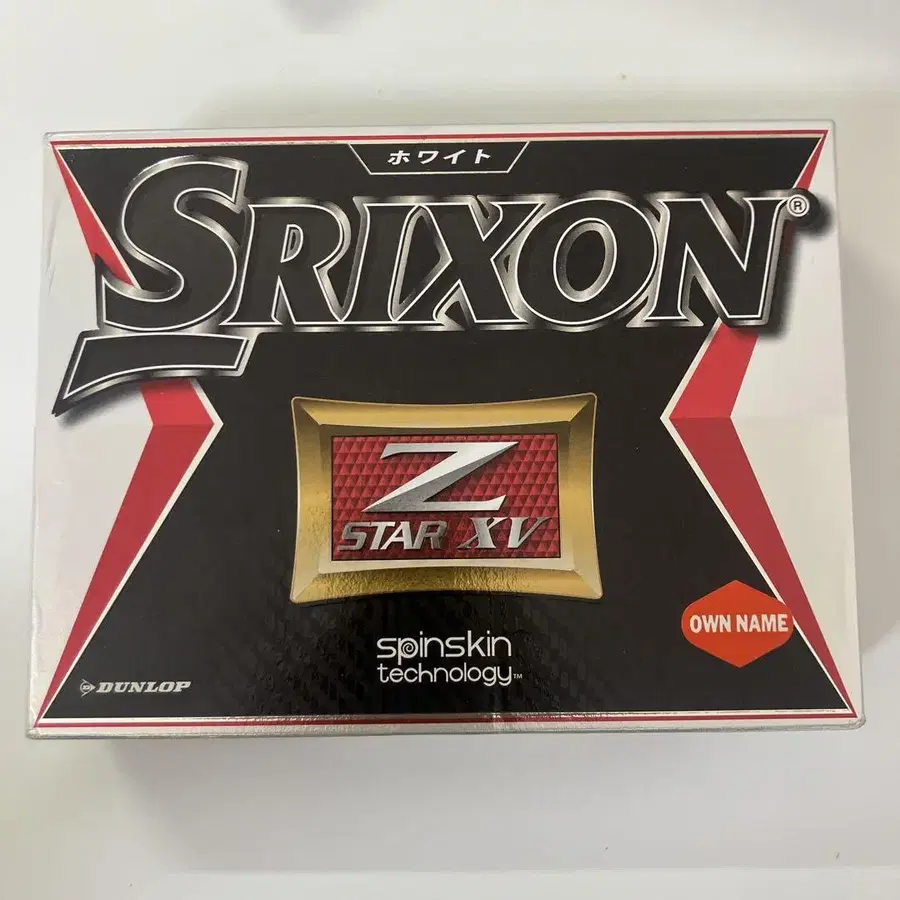 ホワイト
SRIXON®
Z
STAR XV
OWN NAME
spinskin
technology™
DUNLOP